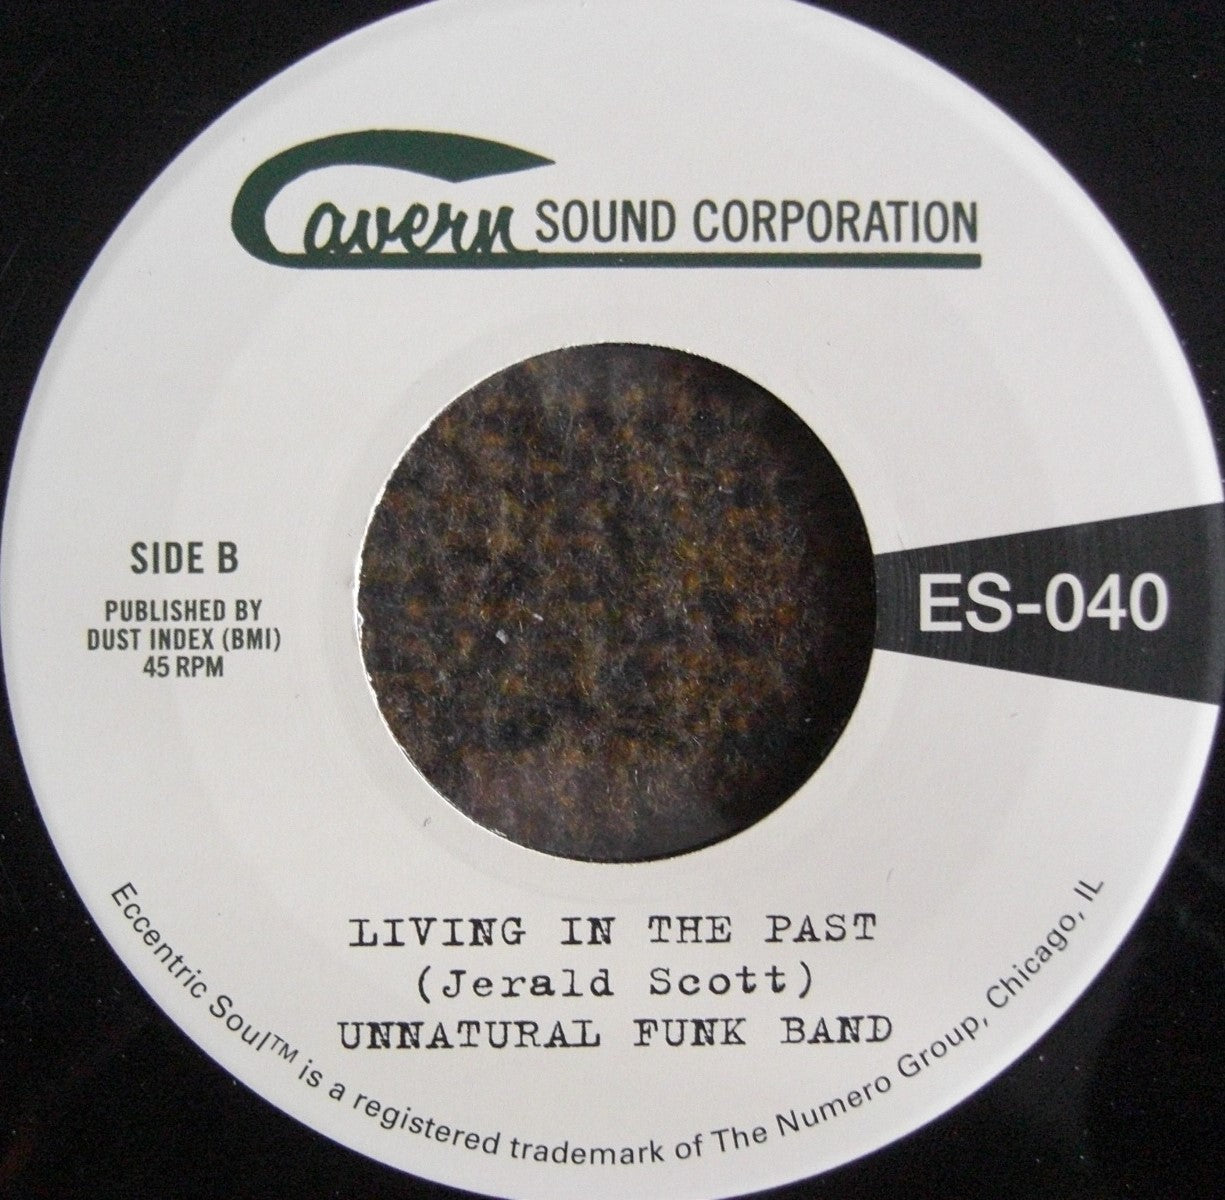 Cavern SOUND CORPORATION
SIDE B
PUBLISHED BY
DUST INDEX (BMI)
45 RPM
ES-040
LIVING IN THE PAST
(Jerald Scott)
UNNATURAL FUNK BAND
Eccentric Soul™ is a registered trademark of The Numero Group, Chicago, IL